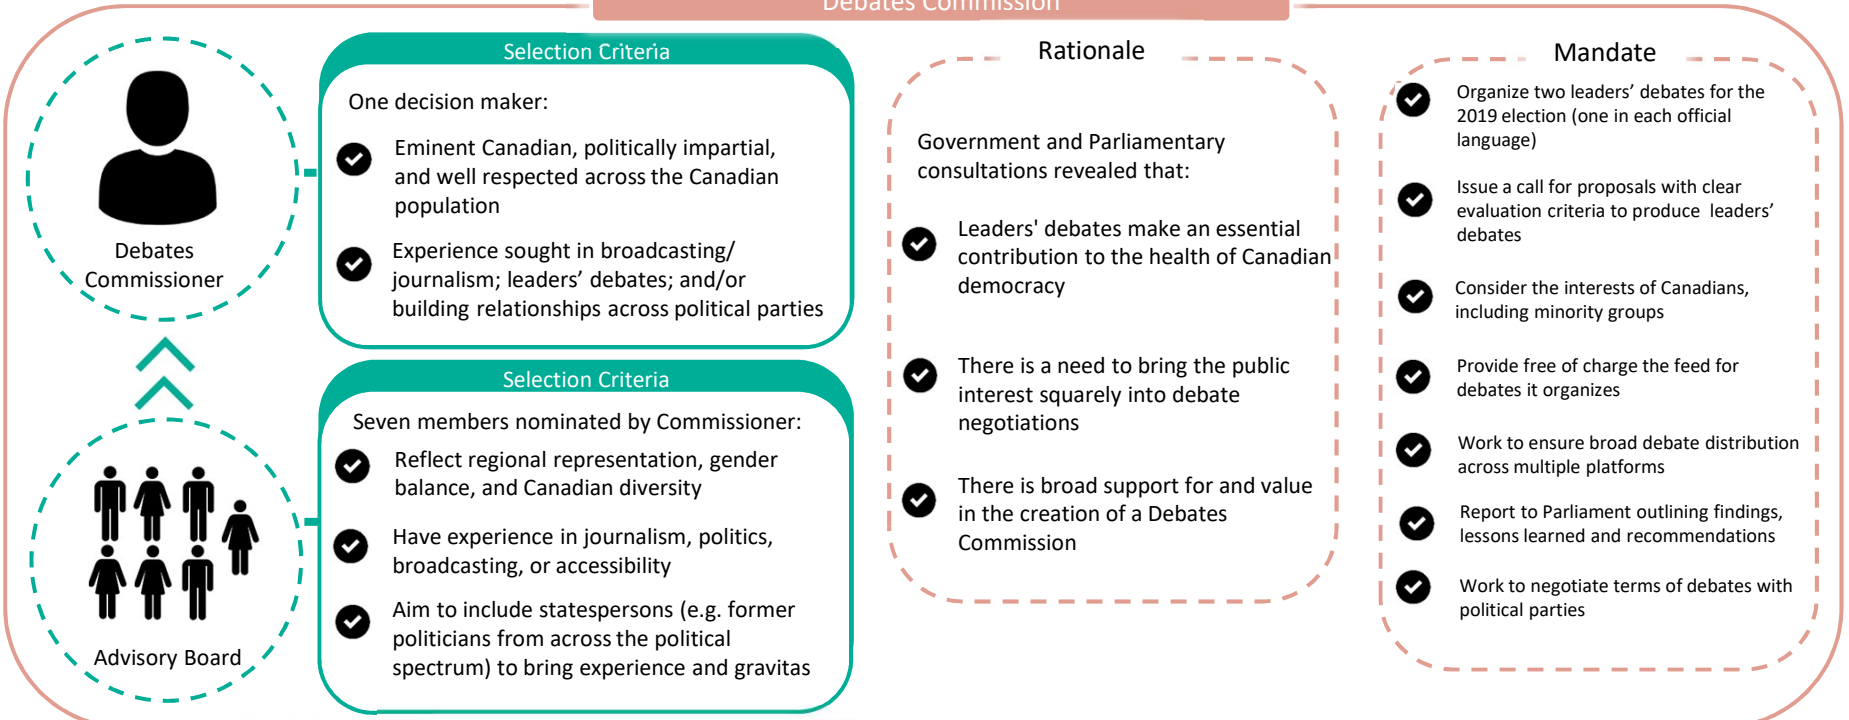 Debates Commission
Debates
Commissioner
Advisory Board
Selection Criteria
One decision maker:
Eminent Canadian, politically impartial,
and well respected across the Canadian
population
Experience sought in broadcasting/
journalism; leaders’ debates; and/or
building relationships across political parties
Selection Criteria
Seven members nominated by Commissioner:
Reflect regional representation, gender
balance, and Canadian diversity
Have experience in journalism, politics,
broadcasting, or accessibility
Aim to include statespersons (e.g. former
politicians from across the political
spectrum) to bring experience and gravitas
Rationale
Government and Parliamentary
consultations revealed that:
Leaders' debates make an essential
contribution to the health of Canadian
democracy
There is a need to bring the public
interest squarely into debate
negotiations
There is broad support for and value
in the creation of a Debates
Commission
Mandate
Organize two leaders’ debates for the
2019 election (one in each official
language)
Issue a call for proposals with clear
evaluation criteria to produce leaders’
debates
Consider the interests of Canadians,
including minority groups
Provide free of charge the feed for
debates it organizes
Work to ensure broad debate distribution
across multiple platforms
Report to Parliament outlining findings,
lessons learned and recommendations
Work to negotiate terms of debates with
political parties